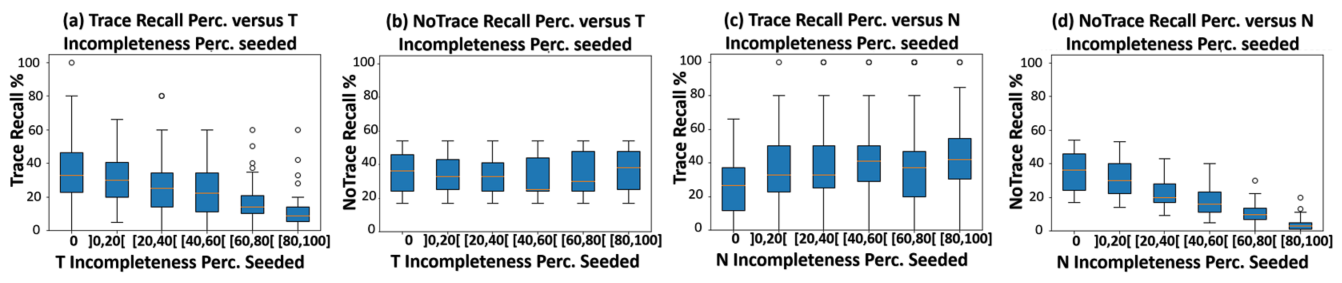 (a) Trace Recall Perc. versus T
Incompleteness Perc. seeded
Trace Recall %
100
80
60
40
20
0
0 ]0,20[ [20,40[ [40,60[ [60,80[ [80,100]
T Incompleteness Perc. Seeded
(b) NoTrace Recall Perc. versus T
Incompleteness Perc. seeded
NoTrace Recall %
100
80
60
40
20
0
0 ]0,20[ [20,40[ [40,60[ [60,80[ [80,100]
T Incompleteness Perc. Seeded
(c) Trace Recall Perc. versus N
Incompleteness Perc. seeded
Trace Recall %
100
80
60
40
20
0
0 ]0,20[ [20,40[ [40,60[ [60,80[ [80,100]
N Incompleteness Perc. Seeded
(d) NoTrace Recall Perc. versus N
Incompleteness Perc. seeded
NoTrace Recall %
100
80
60
40
20
0
0 ]0,20[ [20,40[ [40,60[ [60,80[ [80,100]
N Incompleteness Perc. Seeded